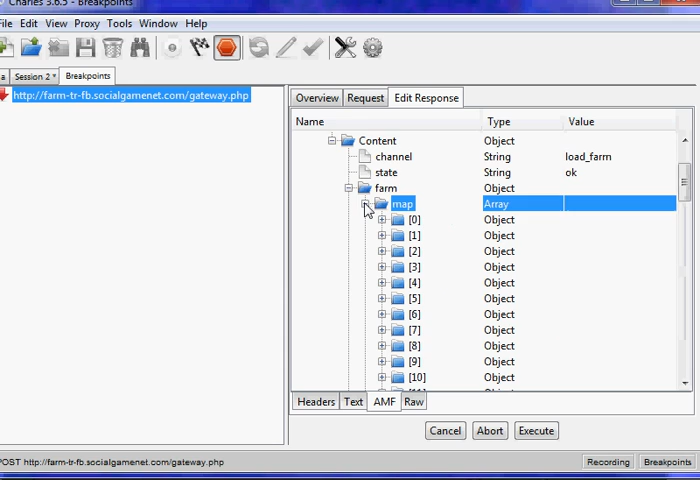 Charles 3.6.5 - Breakpoints
File Edit View Proxy Tools Window Help
a Session 2 * Breakpoints
http://farm-tr-fb.socialgamenet.com/gateway.php
Overview Request Edit Response
Name Type Value
Content Object
channel String load_farm
state String ok
farm Object
map Array
[0] Object
[1] Object
[2] Object
[3] Object
[4] Object
[5] Object
[6] Object
[7] Object
[8] Object
[9] Object
[10] Object
Headers Text AMF Raw
Cancel Abort Execute
POST http://farm-tr-fb.socialgamenet.com/gateway.php Recording Breakpoints